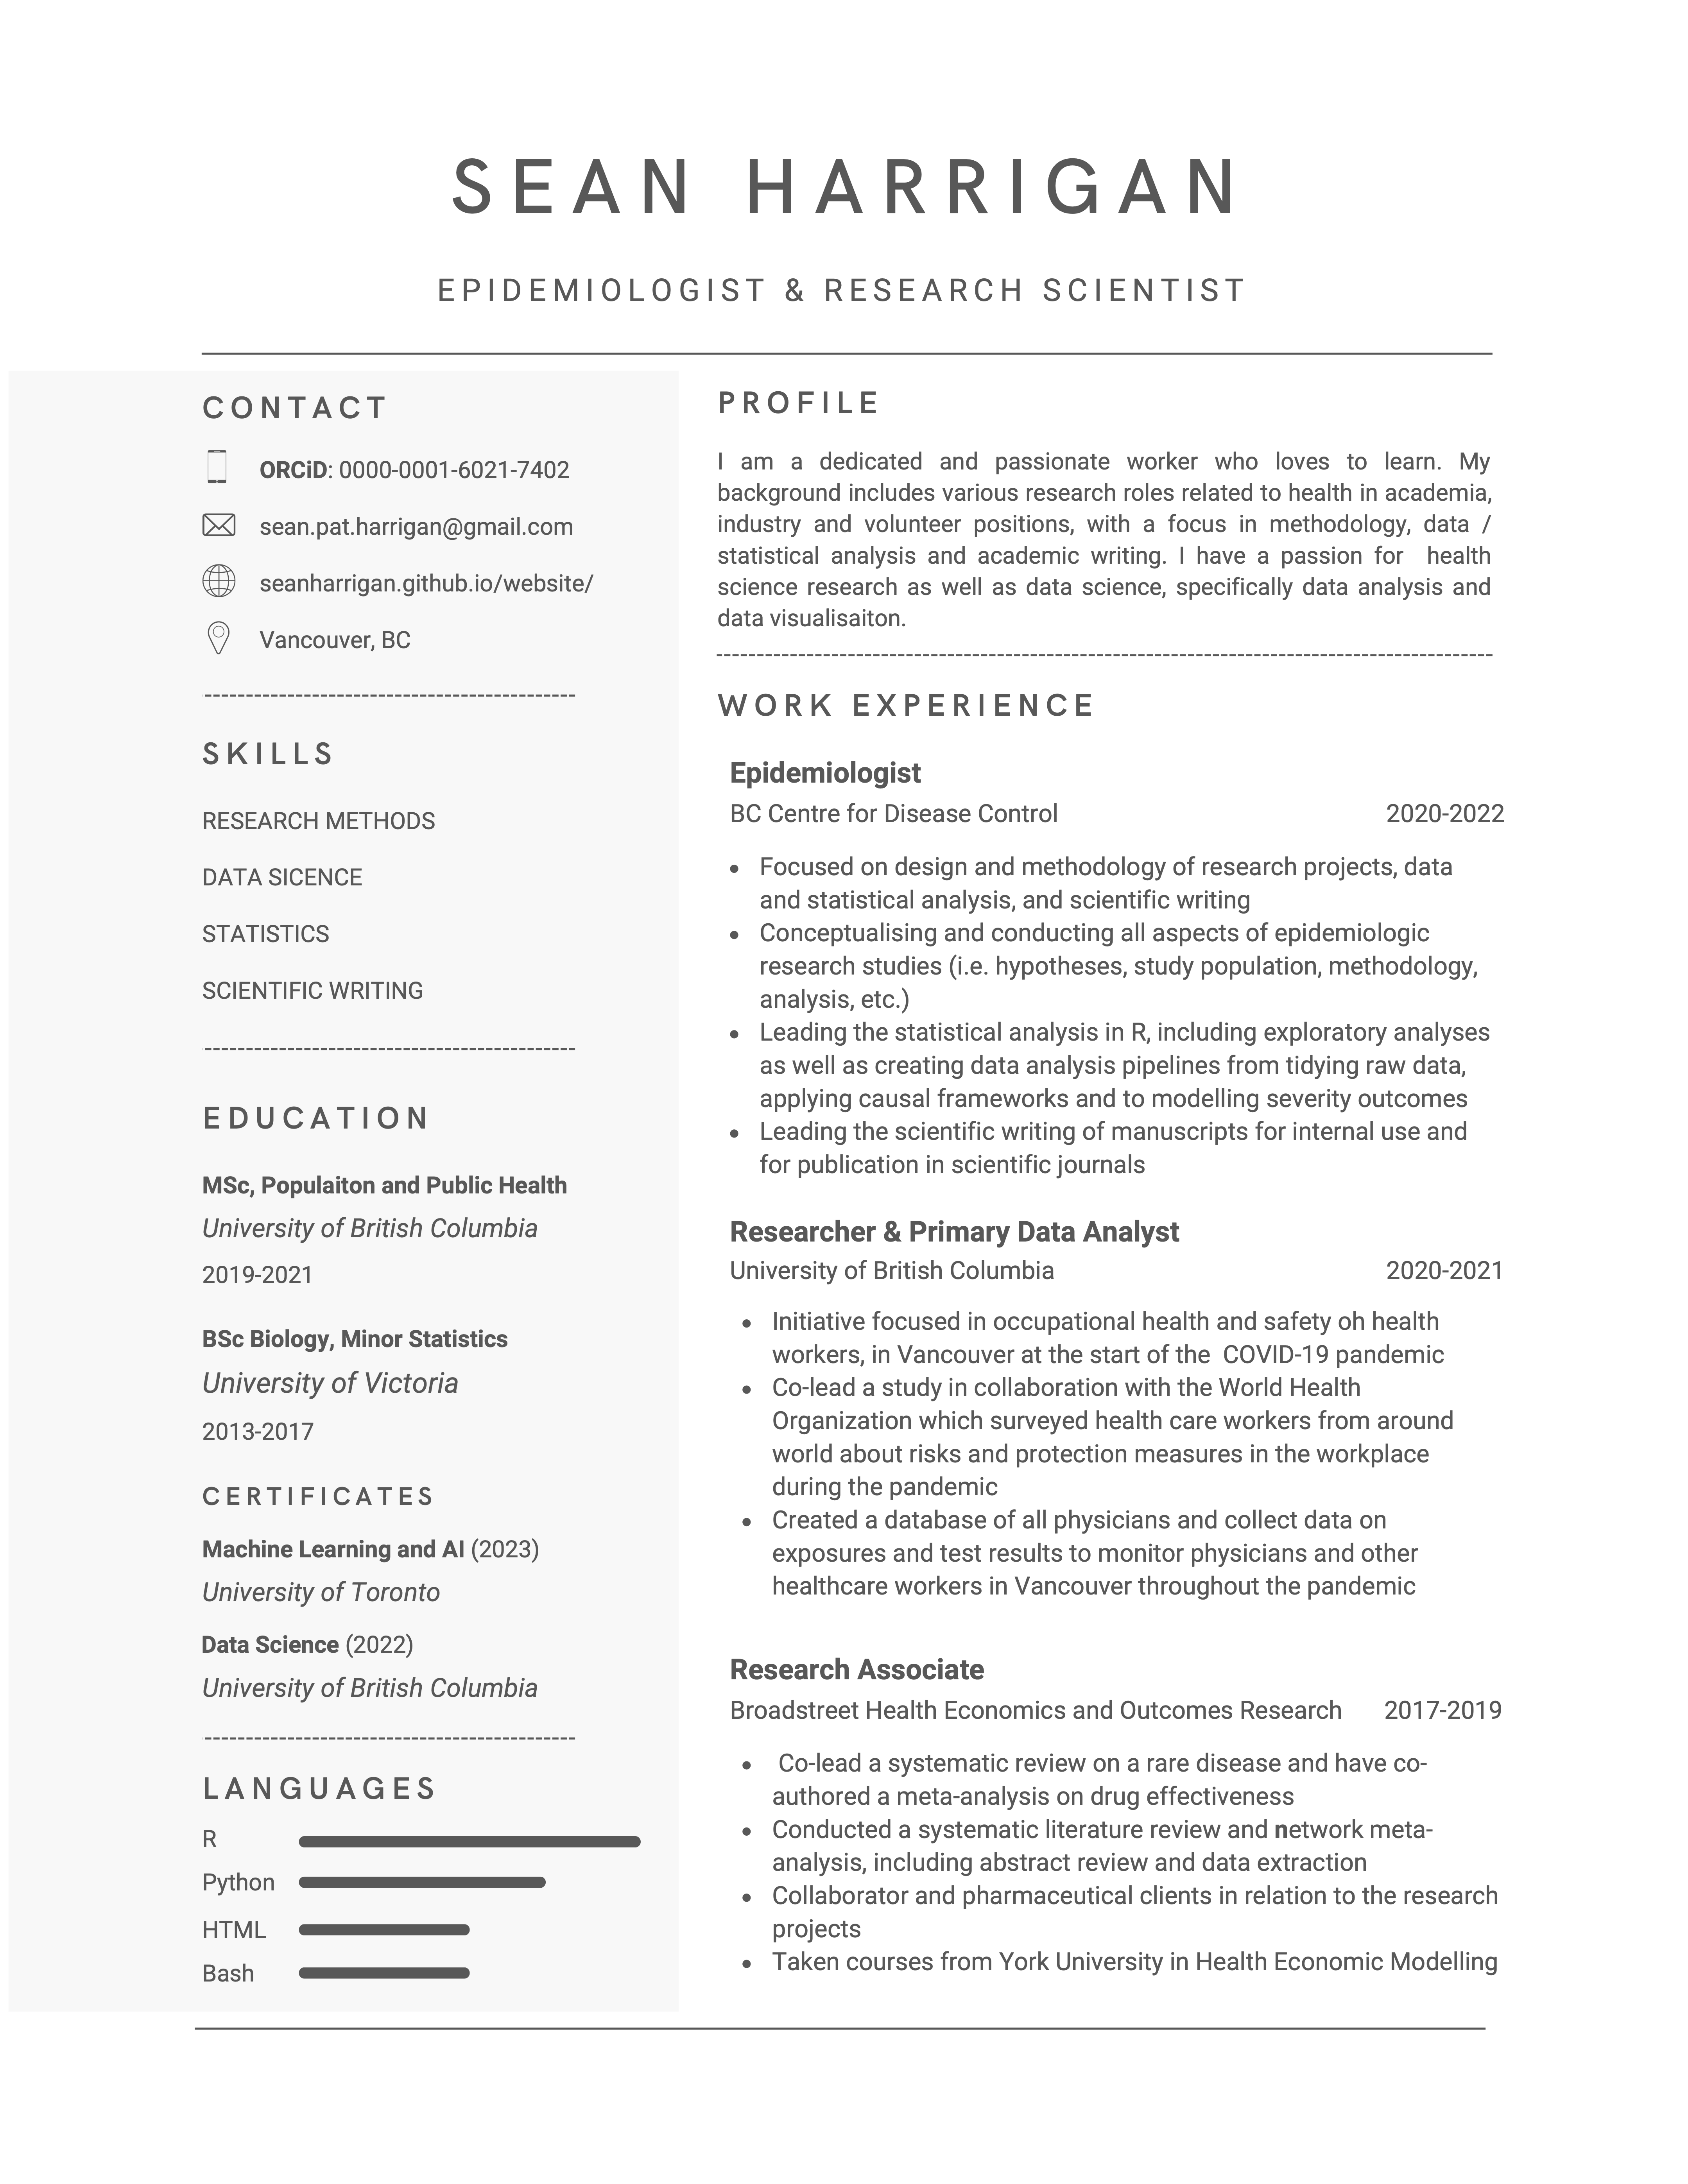 SEAN HARRIGAN
EPIDEMIOLOGIST & RESEARCH SCIENTIST
CONTACT
ORCiD: 0000-0001-6021-7402
sean.pat.harrigan@gmail.com
seanharrigan.github.io/website/
Vancouver, BC
SKILLS
RESEARCH METHODS
DATA SICENCE
STATISTICS
SCIENTIFIC WRITING
EDUCATION
MSc, Populaiton and Public Health
University of British Columbia
2019-2021
BSc Biology, Minor Statistics
University of Victoria
2013-2017
CERTIFICATES
Machine Learning and AI (2023)
University of Toronto
Data Science (2022)
University of British Columbia
LANGUAGES
R
Python
HTML
Bash
PROFILE
I am a dedicated and passionate worker who loves to learn. My
background includes various research roles related to health in academia,
industry and volunteer positions, with a focus in methodology, data /
statistical analysis and academic writing. I have a passion for health
science research as well as data science, specifically data analysis and
data visualisaiton.
WORK EXPERIENCE
Epidemiologist
BC Centre for Disease Control 2020-2022
• Focused on design and methodology of research projects, data
and statistical analysis, and scientific writing
• Conceptualising and conducting all aspects of epidemiologic
research studies (i.e. hypotheses, study population, methodology,
analysis, etc.)
• Leading the statistical analysis in R, including exploratory analyses
as well as creating data analysis pipelines from tidying raw data,
applying causal frameworks and to modelling severity outcomes
• Leading the scientific writing of manuscripts for internal use and
for publication in scientific journals
Researcher & Primary Data Analyst
University of British Columbia 2020-2021
• Initiative focused in occupational health and safety oh health
workers, in Vancouver at the start of the COVID-19 pandemic
• Co-lead a study in collaboration with the World Health
Organization which surveyed health care workers from around
world about risks and protection measures in the workplace
during the pandemic
• Created a database of all physicians and collect data on
exposures and test results to monitor physicians and other
healthcare workers in Vancouver throughout the pandemic
Research Associate
Broadstreet Health Economics and Outcomes Research 2017-2019
• Co-lead a systematic review on a rare disease and have co-
authored a meta-analysis on drug effectiveness
• Conducted a systematic literature review and network meta-
analysis, including abstract review and data extraction
• Collaborator and pharmaceutical clients in relation to the research
projects
• Taken courses from York University in Health Economic Modelling